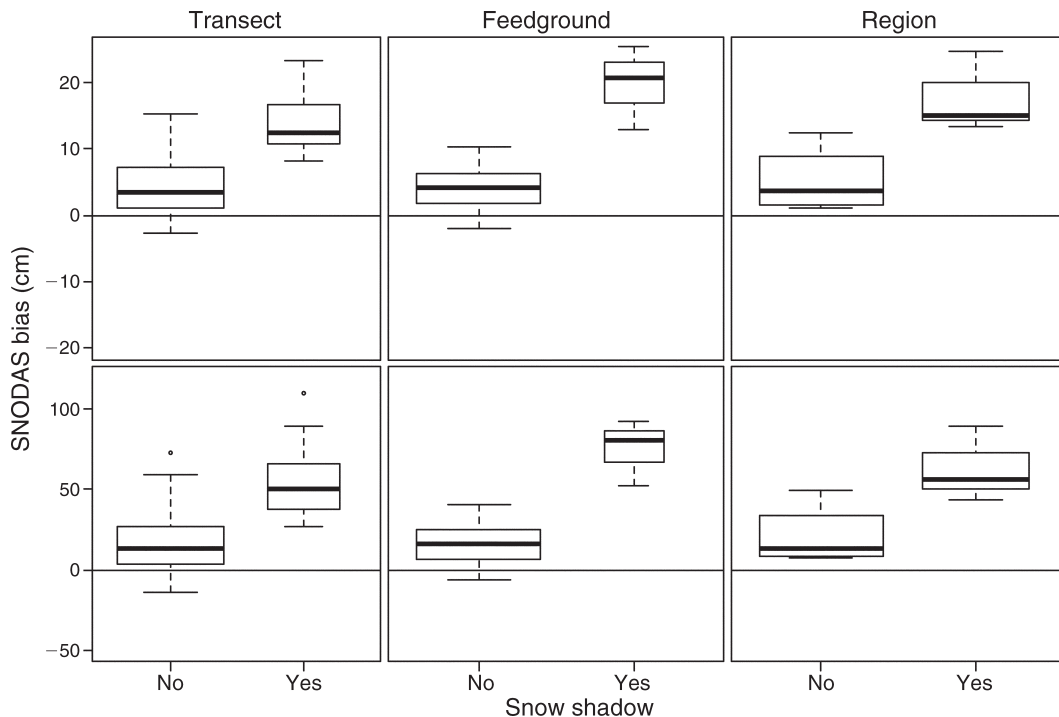 Transect Feedground Region
20
10
0
−10
−20
SNODAS bias (cm)
100
50
0
−50
No Yes No Yes No Yes
Snow shadow